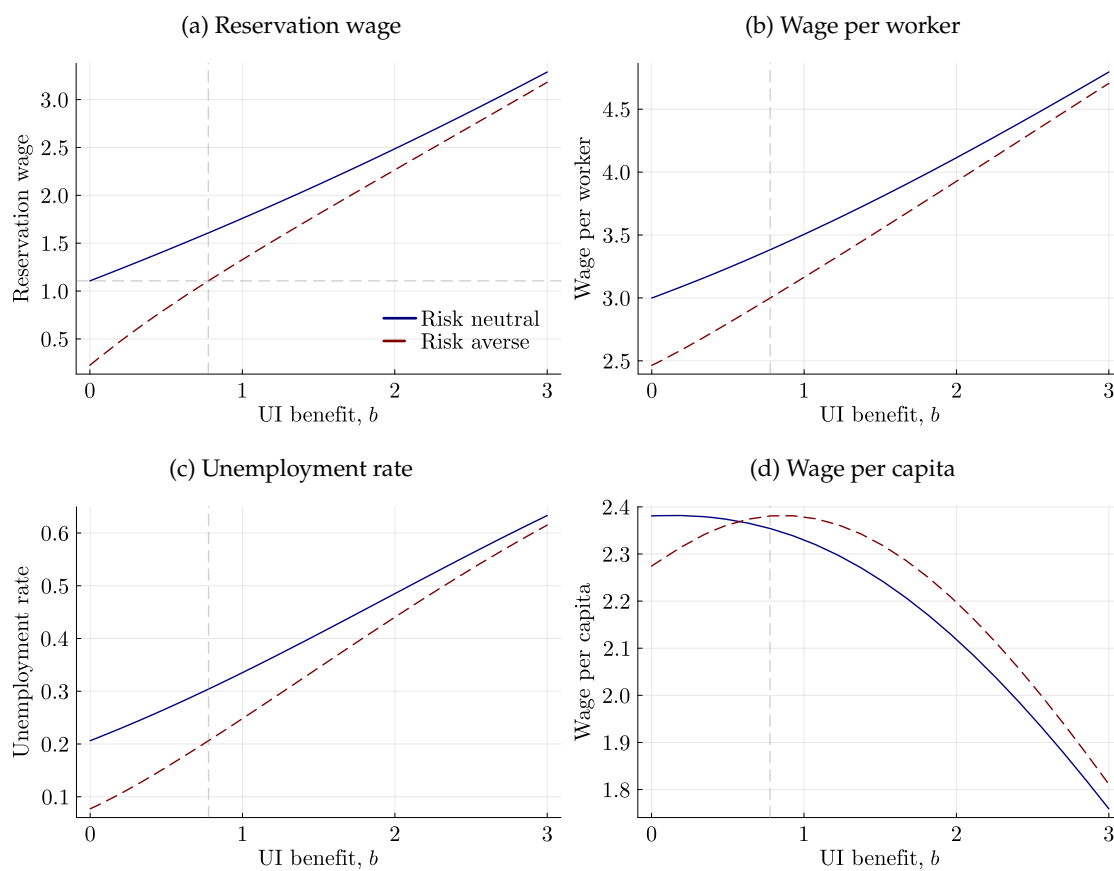 (a) Reservation wage
Reservation wage
3.0
2.5
2.0
1.5
1.0
0.5
Risk neutral
Risk averse
0 1 2 3
UI benefit, b
(b) Wage per worker
Wage per worker
4.5
4.0
3.5
3.0
2.5
0 1 2 3
UI benefit, b
(c) Unemployment rate
Unemployment rate
0.6
0.5
0.4
0.3
0.2
0.1
0 1 2 3
UI benefit, b
(d) Wage per capita
Wage per capita
2.4
2.3
2.2
2.1
2.0
1.9
1.8
0 1 2 3
UI benefit, b